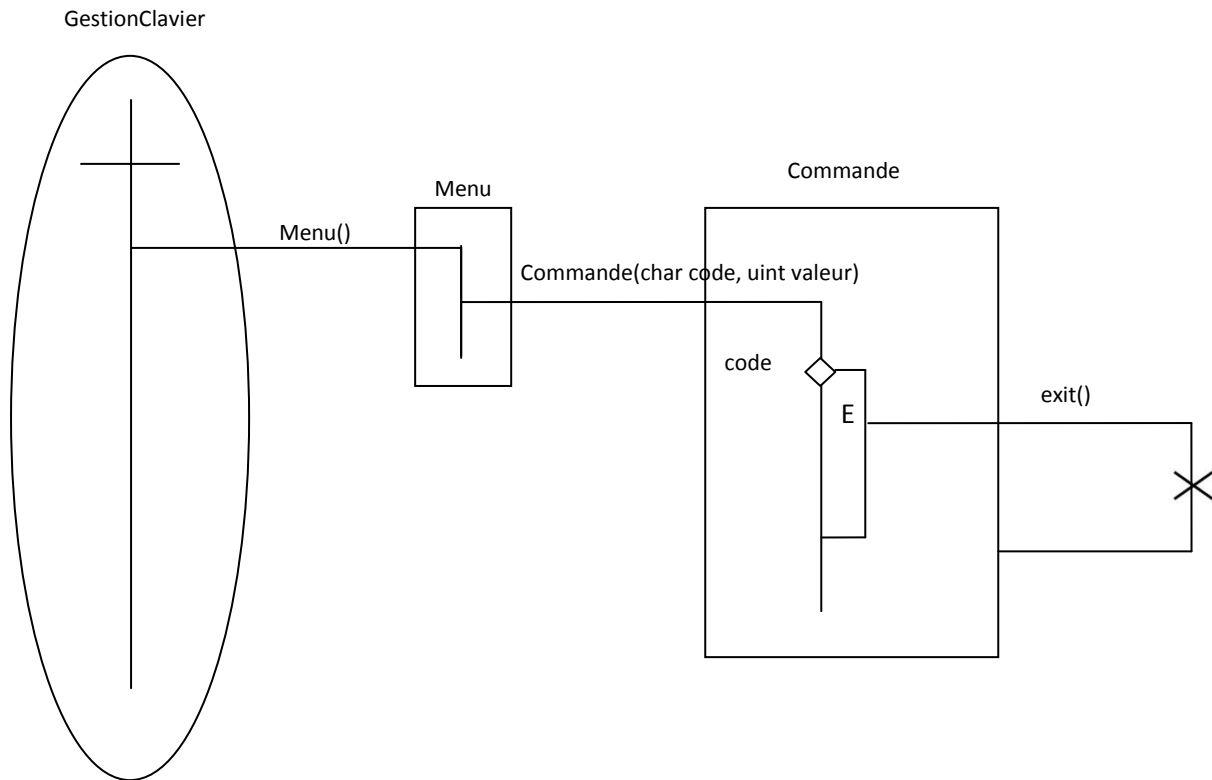 GestionClavier
Commande
Menu
Menu()
Commande(char code, uint valeur)
code
exit()
E